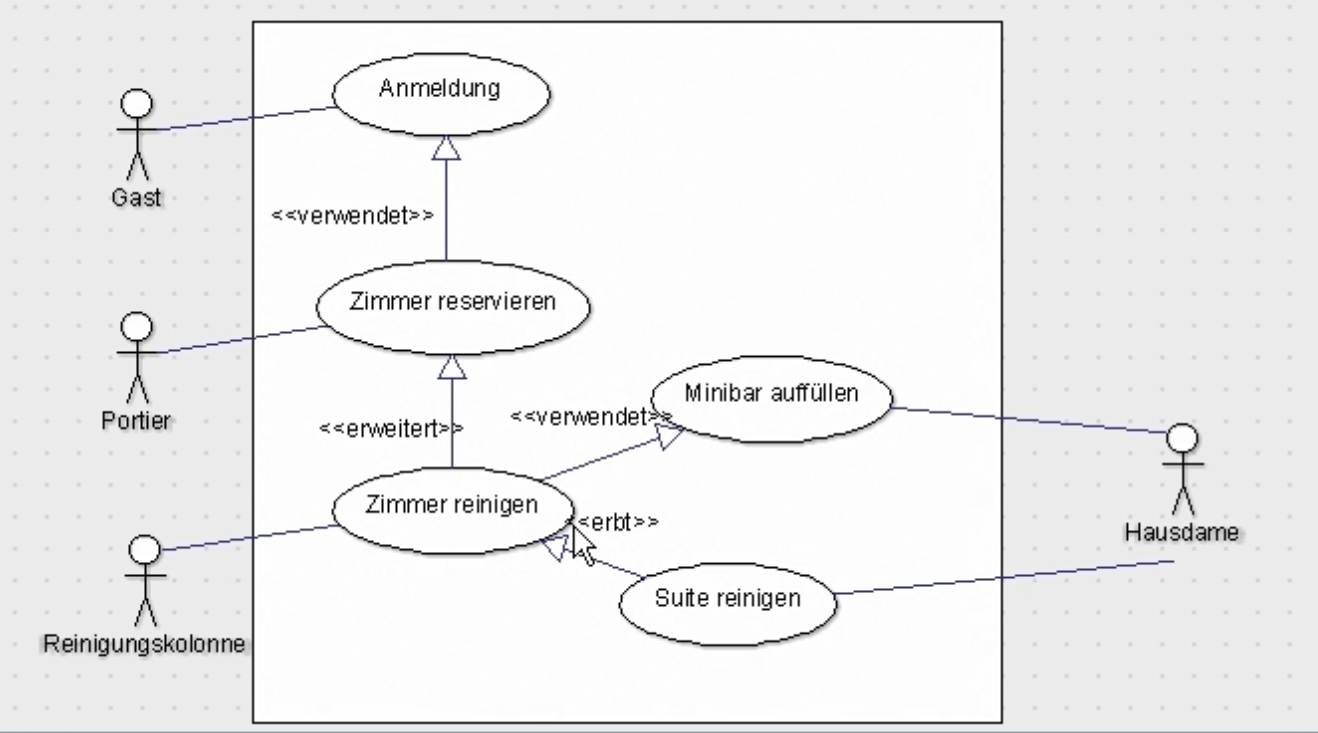 Anmeldung
Gast
<<verwendet>>
Zimmer reservieren
Portier
Minibar auffüllen
<<erweitert>>
<<verwendet>>
Zimmer reinigen
<<erbt>>
Hausdame
Suite reinigen
Reinigungskolonne